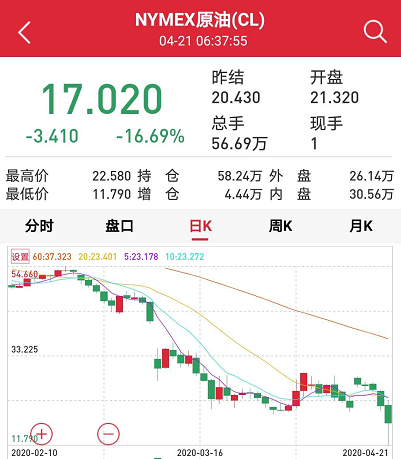 NYMEX原油(CL)
04-21 06:37:55
17.020
-3.410 -16.69%
昨结 开盘
20.430 21.320
总手 现手
56.69万 1
最高价 22.580 持仓 58.24万 外盘 26.14万
最低价 11.790 增仓 4.44万 内盘 30.56万
分时 盘口 日K 周K 月K
设置 60:37.323 20:23.401 5:23.178 10:23.272
54.660
33.225
11.790
2020-02-10 2020-03-16 2020-04-21